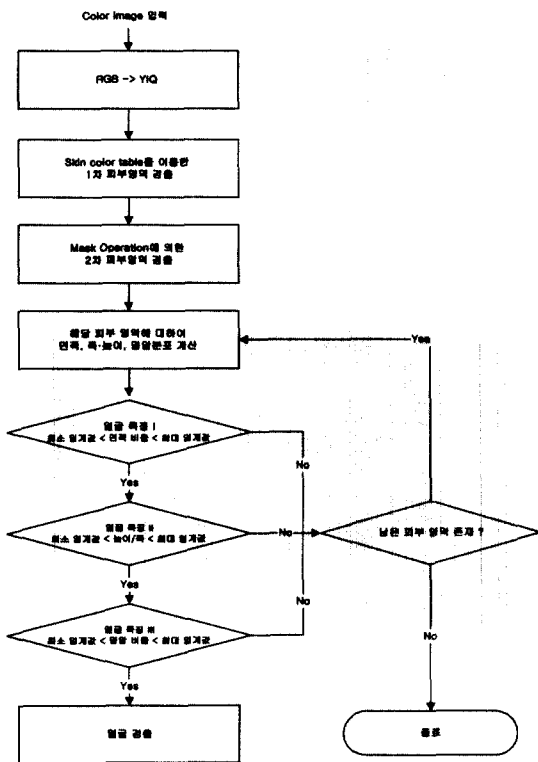 Color image 입력
RGB -> YIQ
Skin color table을 이용한
1차 피부영역 검출
Mask Operation에 의한
2차 피부영역 검출
해당 피부 영역에 대하여
면적, 폭·높이, 명암분포 계산
Yes
얼굴 특징 I
최소 임계값 < 면적 비율 < 최대 임계값
No
Yes
얼굴 특징 II
최소 임계값 < 높이/폭 < 최대 임계값
No
남은 피부 영역 존재 ?
Yes
No
얼굴 특징 III
최소 임계값 < 명암 비율 < 최대 임계값
No
Yes
얼굴 검출
종료